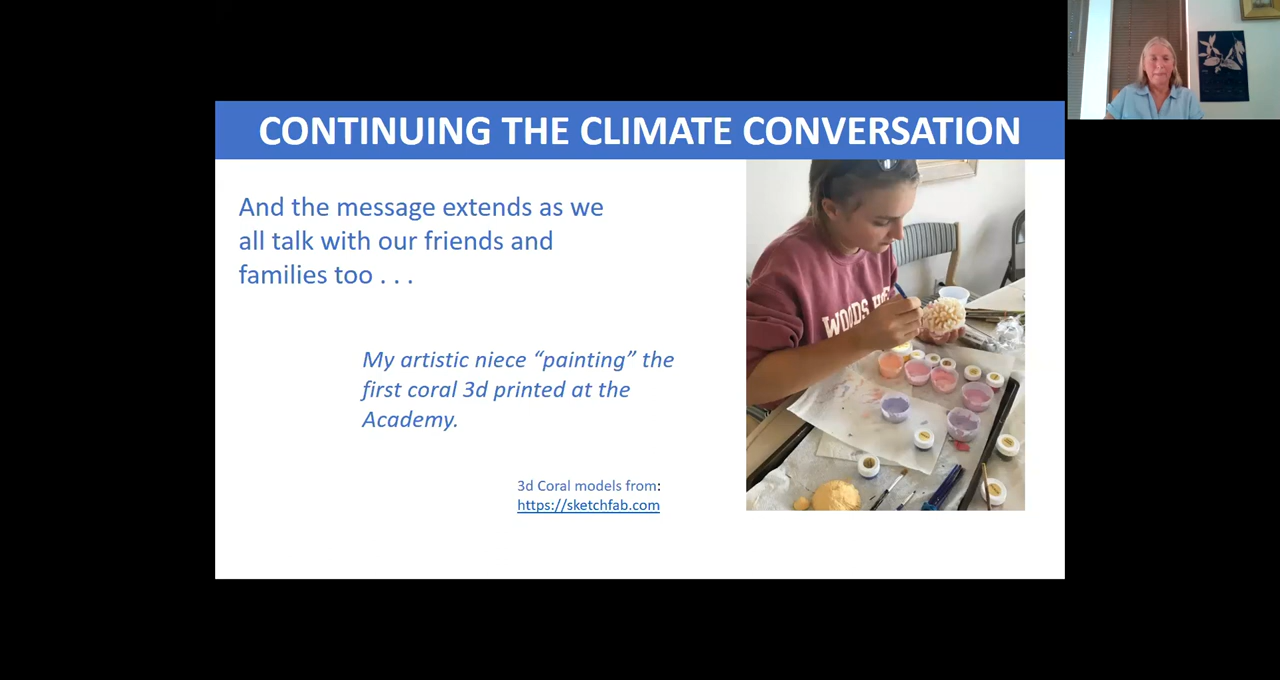 CONTINUING THE CLIMATE CONVERSATION
And the message extends as we
all talk with our friends and
families too . . .
My artistic niece “painting” the
first coral 3d printed at the
Academy.
3d Coral models from:
https://sketchfab.com
WOODS